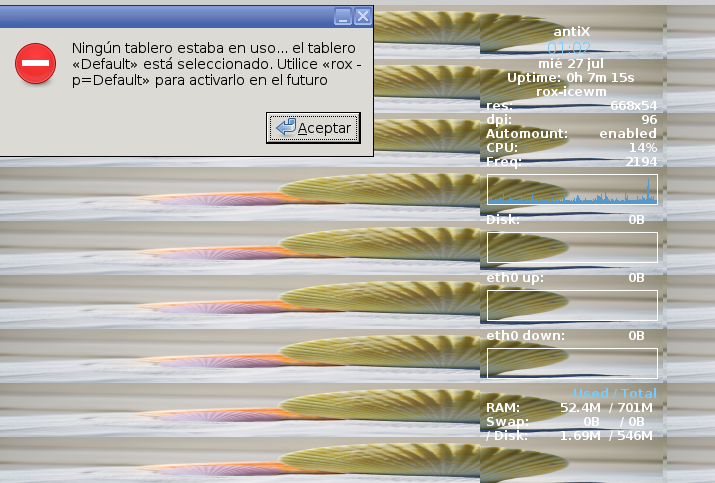 Ningún tablero estaba en uso... el tablero
«Default» está seleccionado. Utilice «rox -
p=Default» para activarlo en el futuro
Aceptar
antiX
01:02
mié 27 jul
Uptime: 0h 7m 15s
rox-icewm
res: 668x54
dpi: 96
Automount: enabled
CPU: 14%
Freq: 2194
Disk: 0B
eth0 up: 0B
eth0 down: 0B
Used / Total
RAM: 52.4M / 701M
Swap: 0B / 0B
/ Disk: 1.69M / 546M